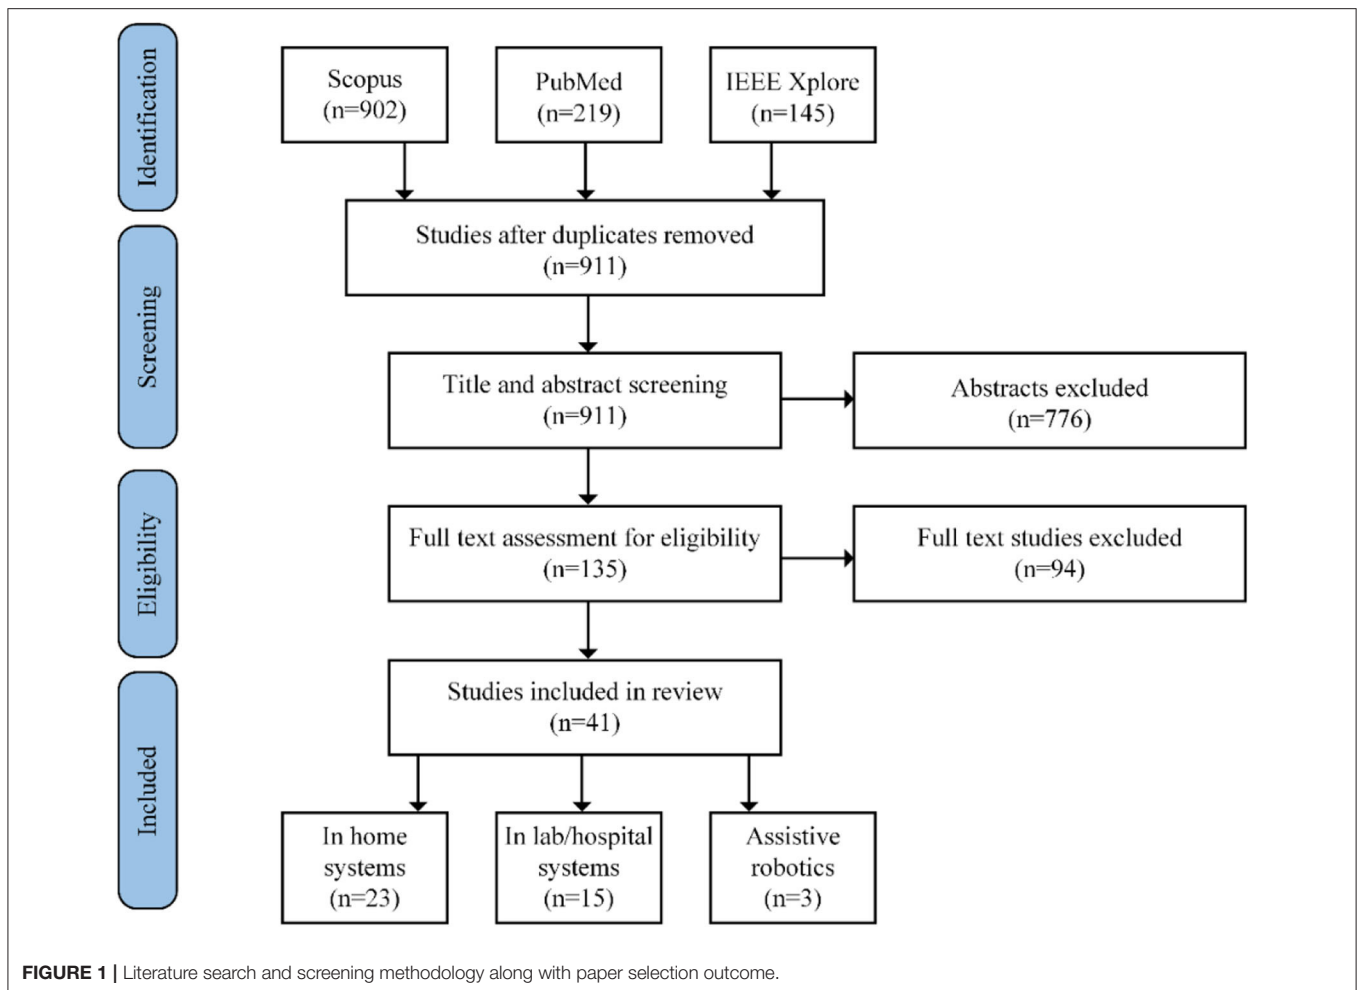 Identification
Scopus
(n=902)
PubMed
(n=219)
IEEE Xplore
(n=145)
Studies after duplicates removed
(n=911)
Screening
Title and abstract screening
(n=911)
Abstracts excluded
(n=776)
Eligibility
Full text assessment for eligibility
(n=135)
Full text studies excluded
(n=94)
Included
Studies included in review
(n=41)
In home
systems
(n=23)
In lab/hospital
systems
(n=15)
Assistive
robotics
(n=3)
FIGURE 1 | Literature search and screening methodology along with paper selection outcome.